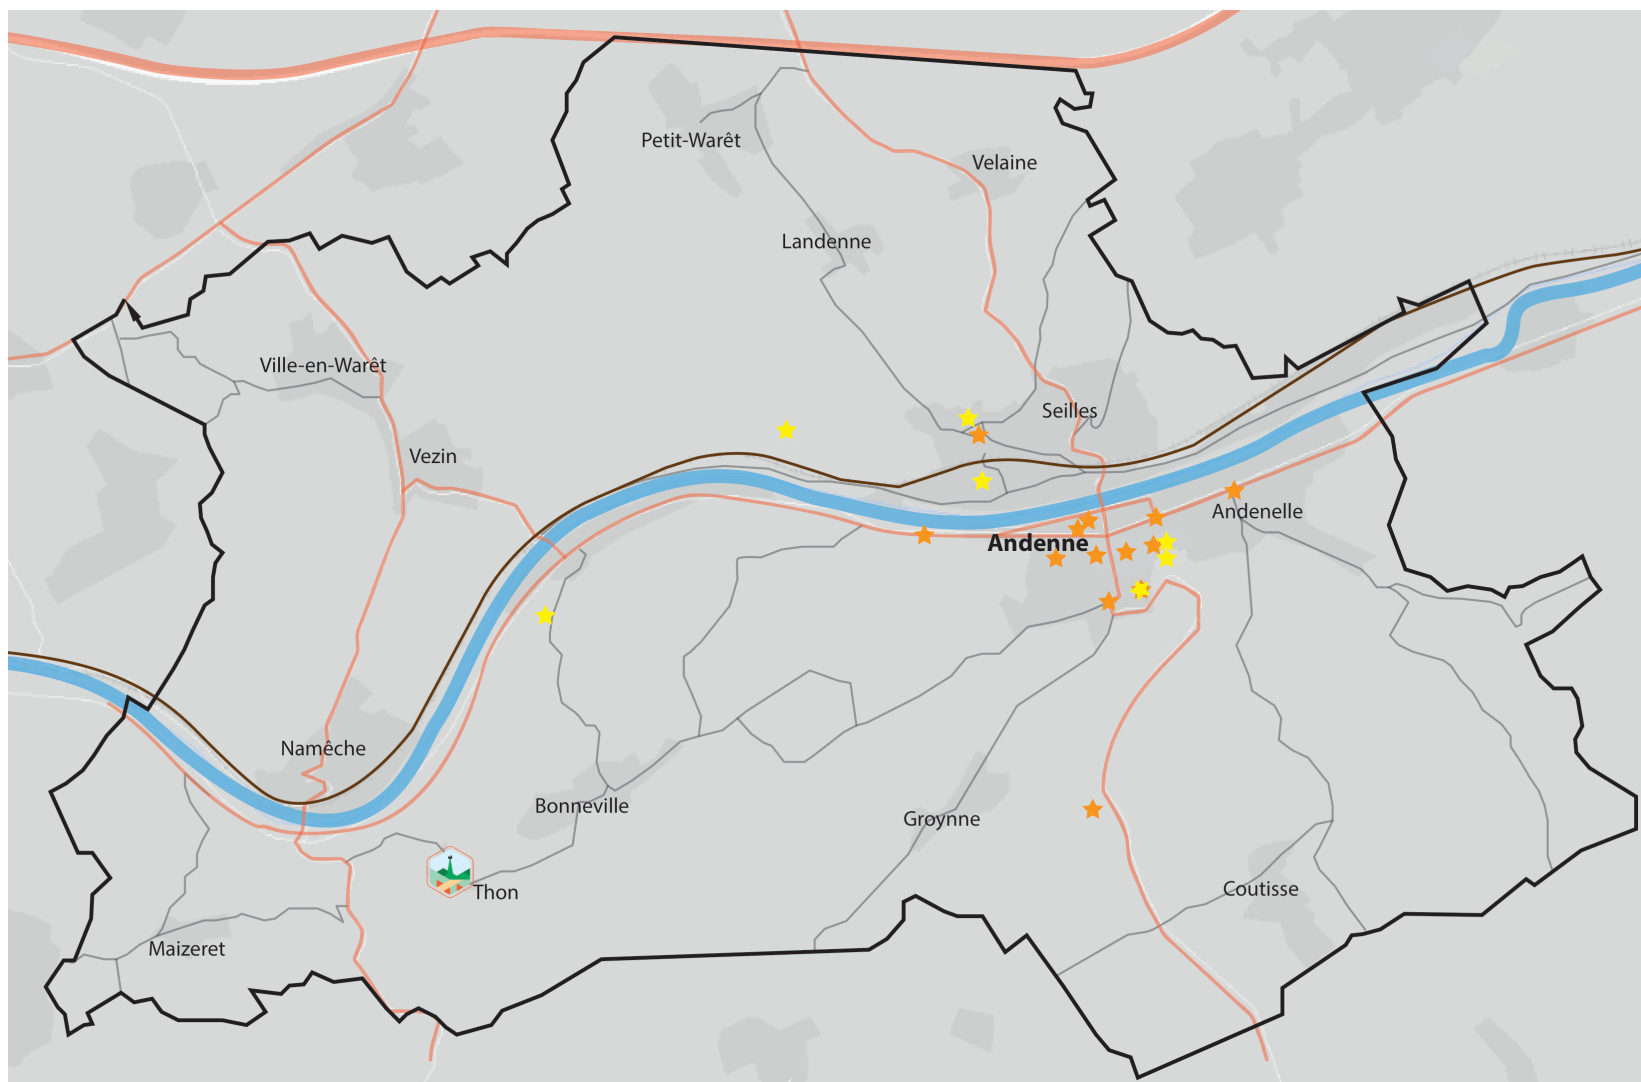 Petit-Warêt
Velaine
Landenne
Ville-en-Warêt
Seilles
Vezin
Andenelle
Andenne
Namêche
Bonneville
Groynne
Thon
Coutisse
Maizeret